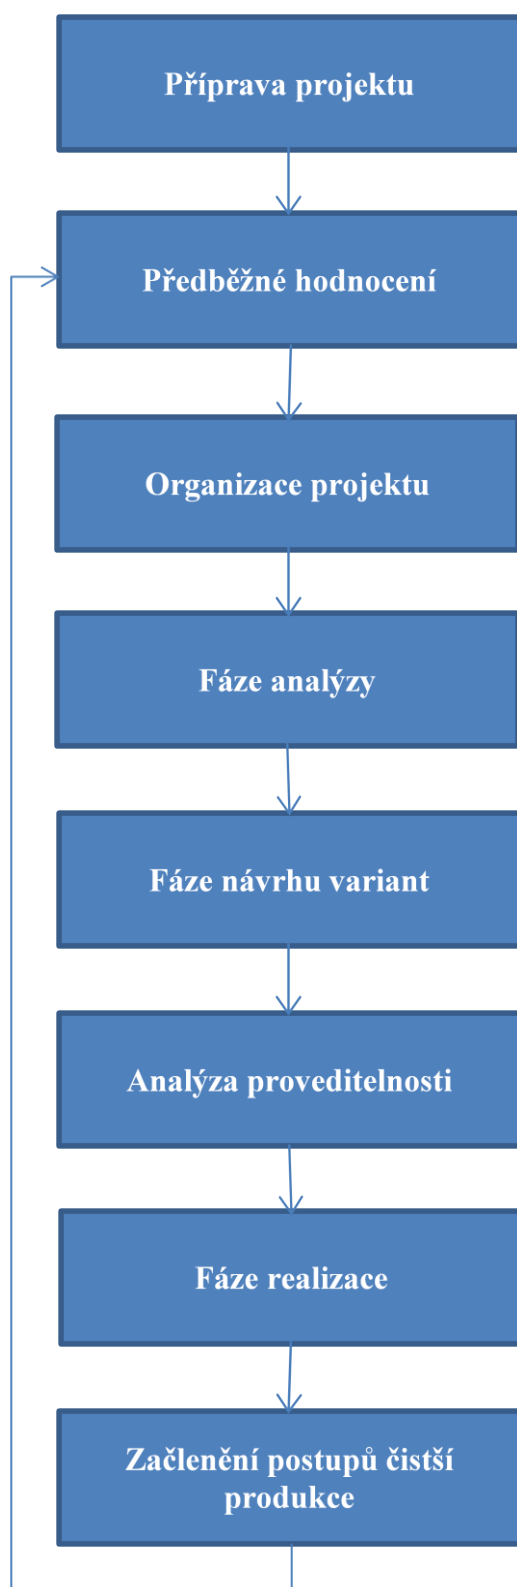 Příprava projektu
Předběžné hodnocení
Organizace projektu
Fáze analýzy
Fáze návrhu variant
Analýza proveditelnosti
Fáze realizace
Začlenění postupů čistší
produkce